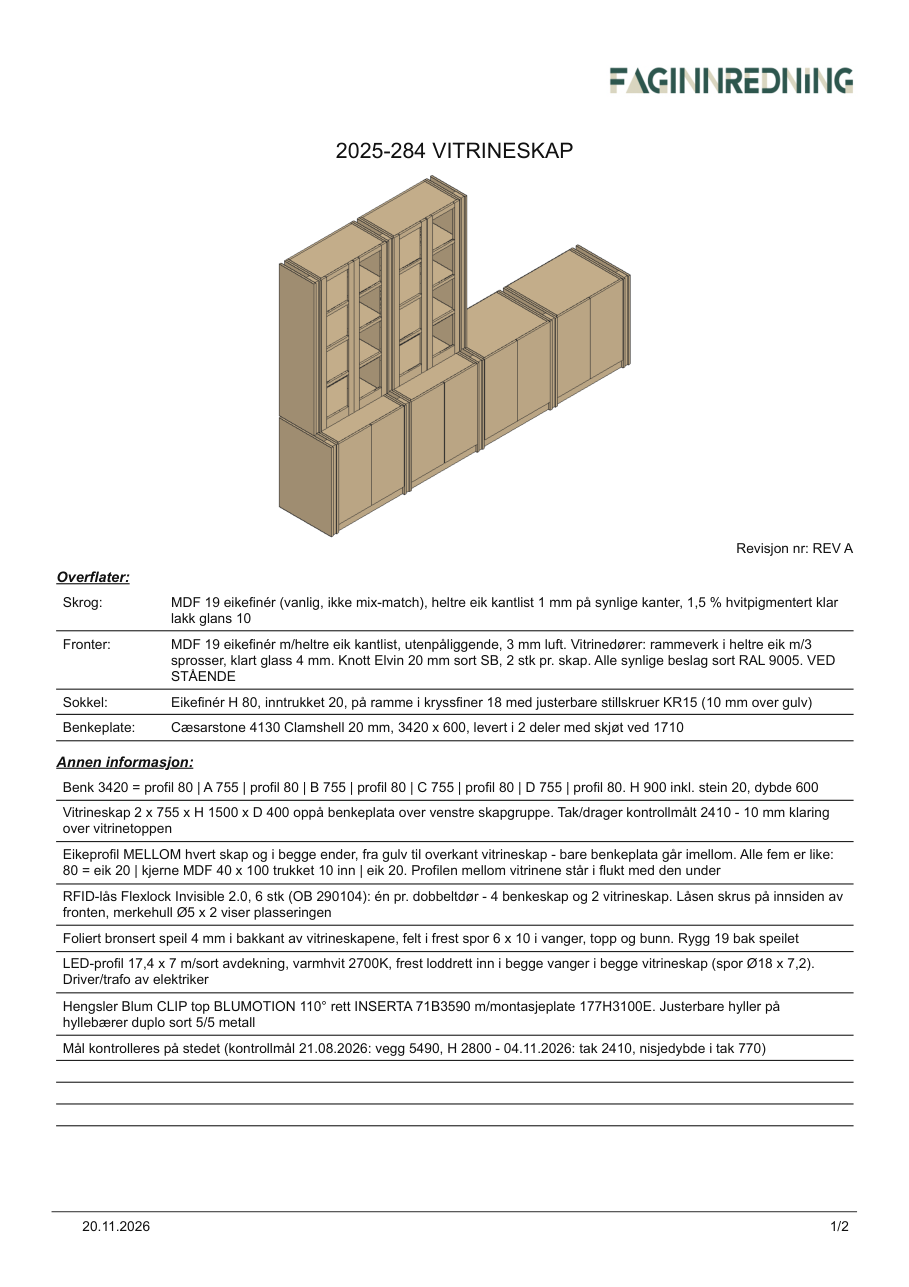 FAGINNREDNiNG
2025-284 VITRINESKAP
Revisjon nr: REV A
Overflater:
Skrog: MDF 19 eikefinér (vanlig, ikke mix-match), heltre eik kantlist 1 mm på synlige kanter, 1,5 % hvitpigmentert klar
lakk glans 10
Fronter: MDF 19 eikefinér m/heltre eik kantlist, utenpåliggende, 3 mm luft. Vitrinedører: rammeverk i heltre eik m/3
sprosser, klart glass 4 mm. Knott Elvin 20 mm sort SB, 2 stk pr. skap. Alle synlige beslag sort RAL 9005. VED
STÅENDE
Sokkel: Eikefinér H 80, inntrukket 20, på ramme i kryssfiner 18 med justerbare stillskruer KR15 (10 mm over gulv)
Benkeplate: Cæsarstone 4130 Clamshell 20 mm, 3420 x 600, levert i 2 deler med skjøt ved 1710
Annen informasjon:
Benk 3420 = profil 80 | A 755 | profil 80 | B 755 | profil 80 | C 755 | profil 80 | D 755 | profil 80. H 900 inkl. stein 20, dybde 600
Vitrineskap 2 x 755 x H 1500 x D 400 oppå benkeplata over venstre skapgruppe. Tak/drager kontrollmålt 2410 - 10 mm klaring
over vitrinetoppen
Eikeprofil MELLOM hvert skap og i begge ender, fra gulv til overkant vitrineskap - bare benkeplata går imellom. Alle fem er like:
80 = eik 20 | kjerne MDF 40 x 100 trukket 10 inn | eik 20. Profilen mellom vitrinene står i flukt med den under
RFID-lås Flexlock Invisible 2.0, 6 stk (OB 290104): én pr. dobbeltdør - 4 benkeskap og 2 vitrineskap. Låsen skrus på innsiden av
fronten, merkehull Ø5 x 2 viser plasseringen
Foliert bronsert speil 4 mm i bakkant av vitrineskapene, felt i frest spor 6 x 10 i vanger, topp og bunn. Rygg 19 bak speilet
LED-profil 17,4 x 7 m/sort avdekning, varmhvit 2700K, frest loddrett inn i begge vanger i begge vitrineskap (spor Ø18 x 7,2).
Driver/trafo av elektriker
Hengsler Blum CLIP top BLUMOTION 110° rett INSERTA 71B3590 m/montasjeplate 177H3100E. Justerbare hyller på
hyllebærer duplo sort 5/5 metall
Mål kontrolleres på stedet (kontrollmål 21.08.2026: vegg 5490, H 2800 - 04.11.2026: tak 2410, nisjedybde i tak 770)
20.11.2026 1/2